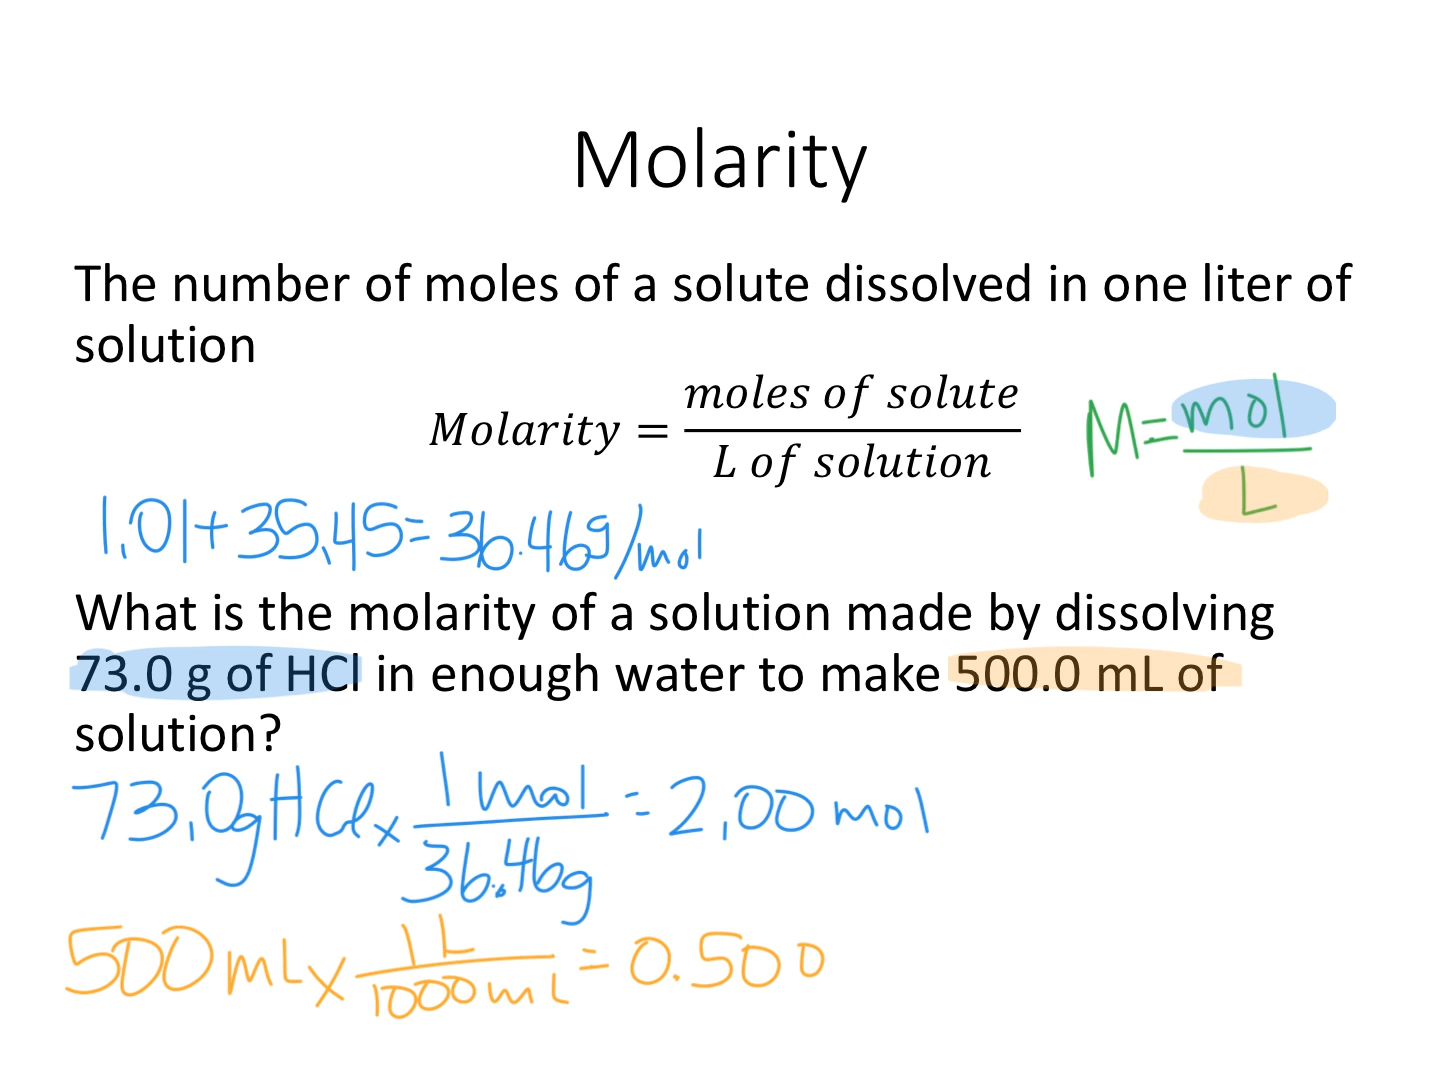 Molarity
The number of moles of a solute dissolved in one liter of
solution
Molarity = moles of solute / L of solution
M = mol / L
1.01 + 35.45 = 36.46g/mol
What is the molarity of a solution made by dissolving
73.0 g of HCl in enough water to make 500.0 mL of
solution?
73.0g HCl x 1 mol / 36.46g = 2.00 mol
500 mL x 1 L / 1000 mL = 0.500